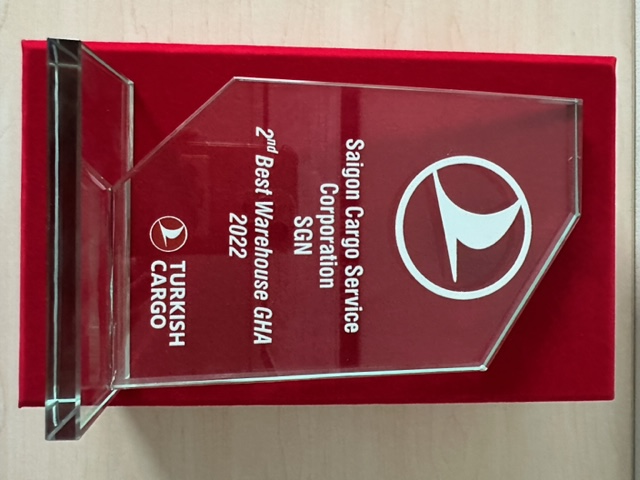 Saigon Cargo Service
Corporation
SGN
2nd Best Warehouse GHA
2022
TURKISH
CARGO